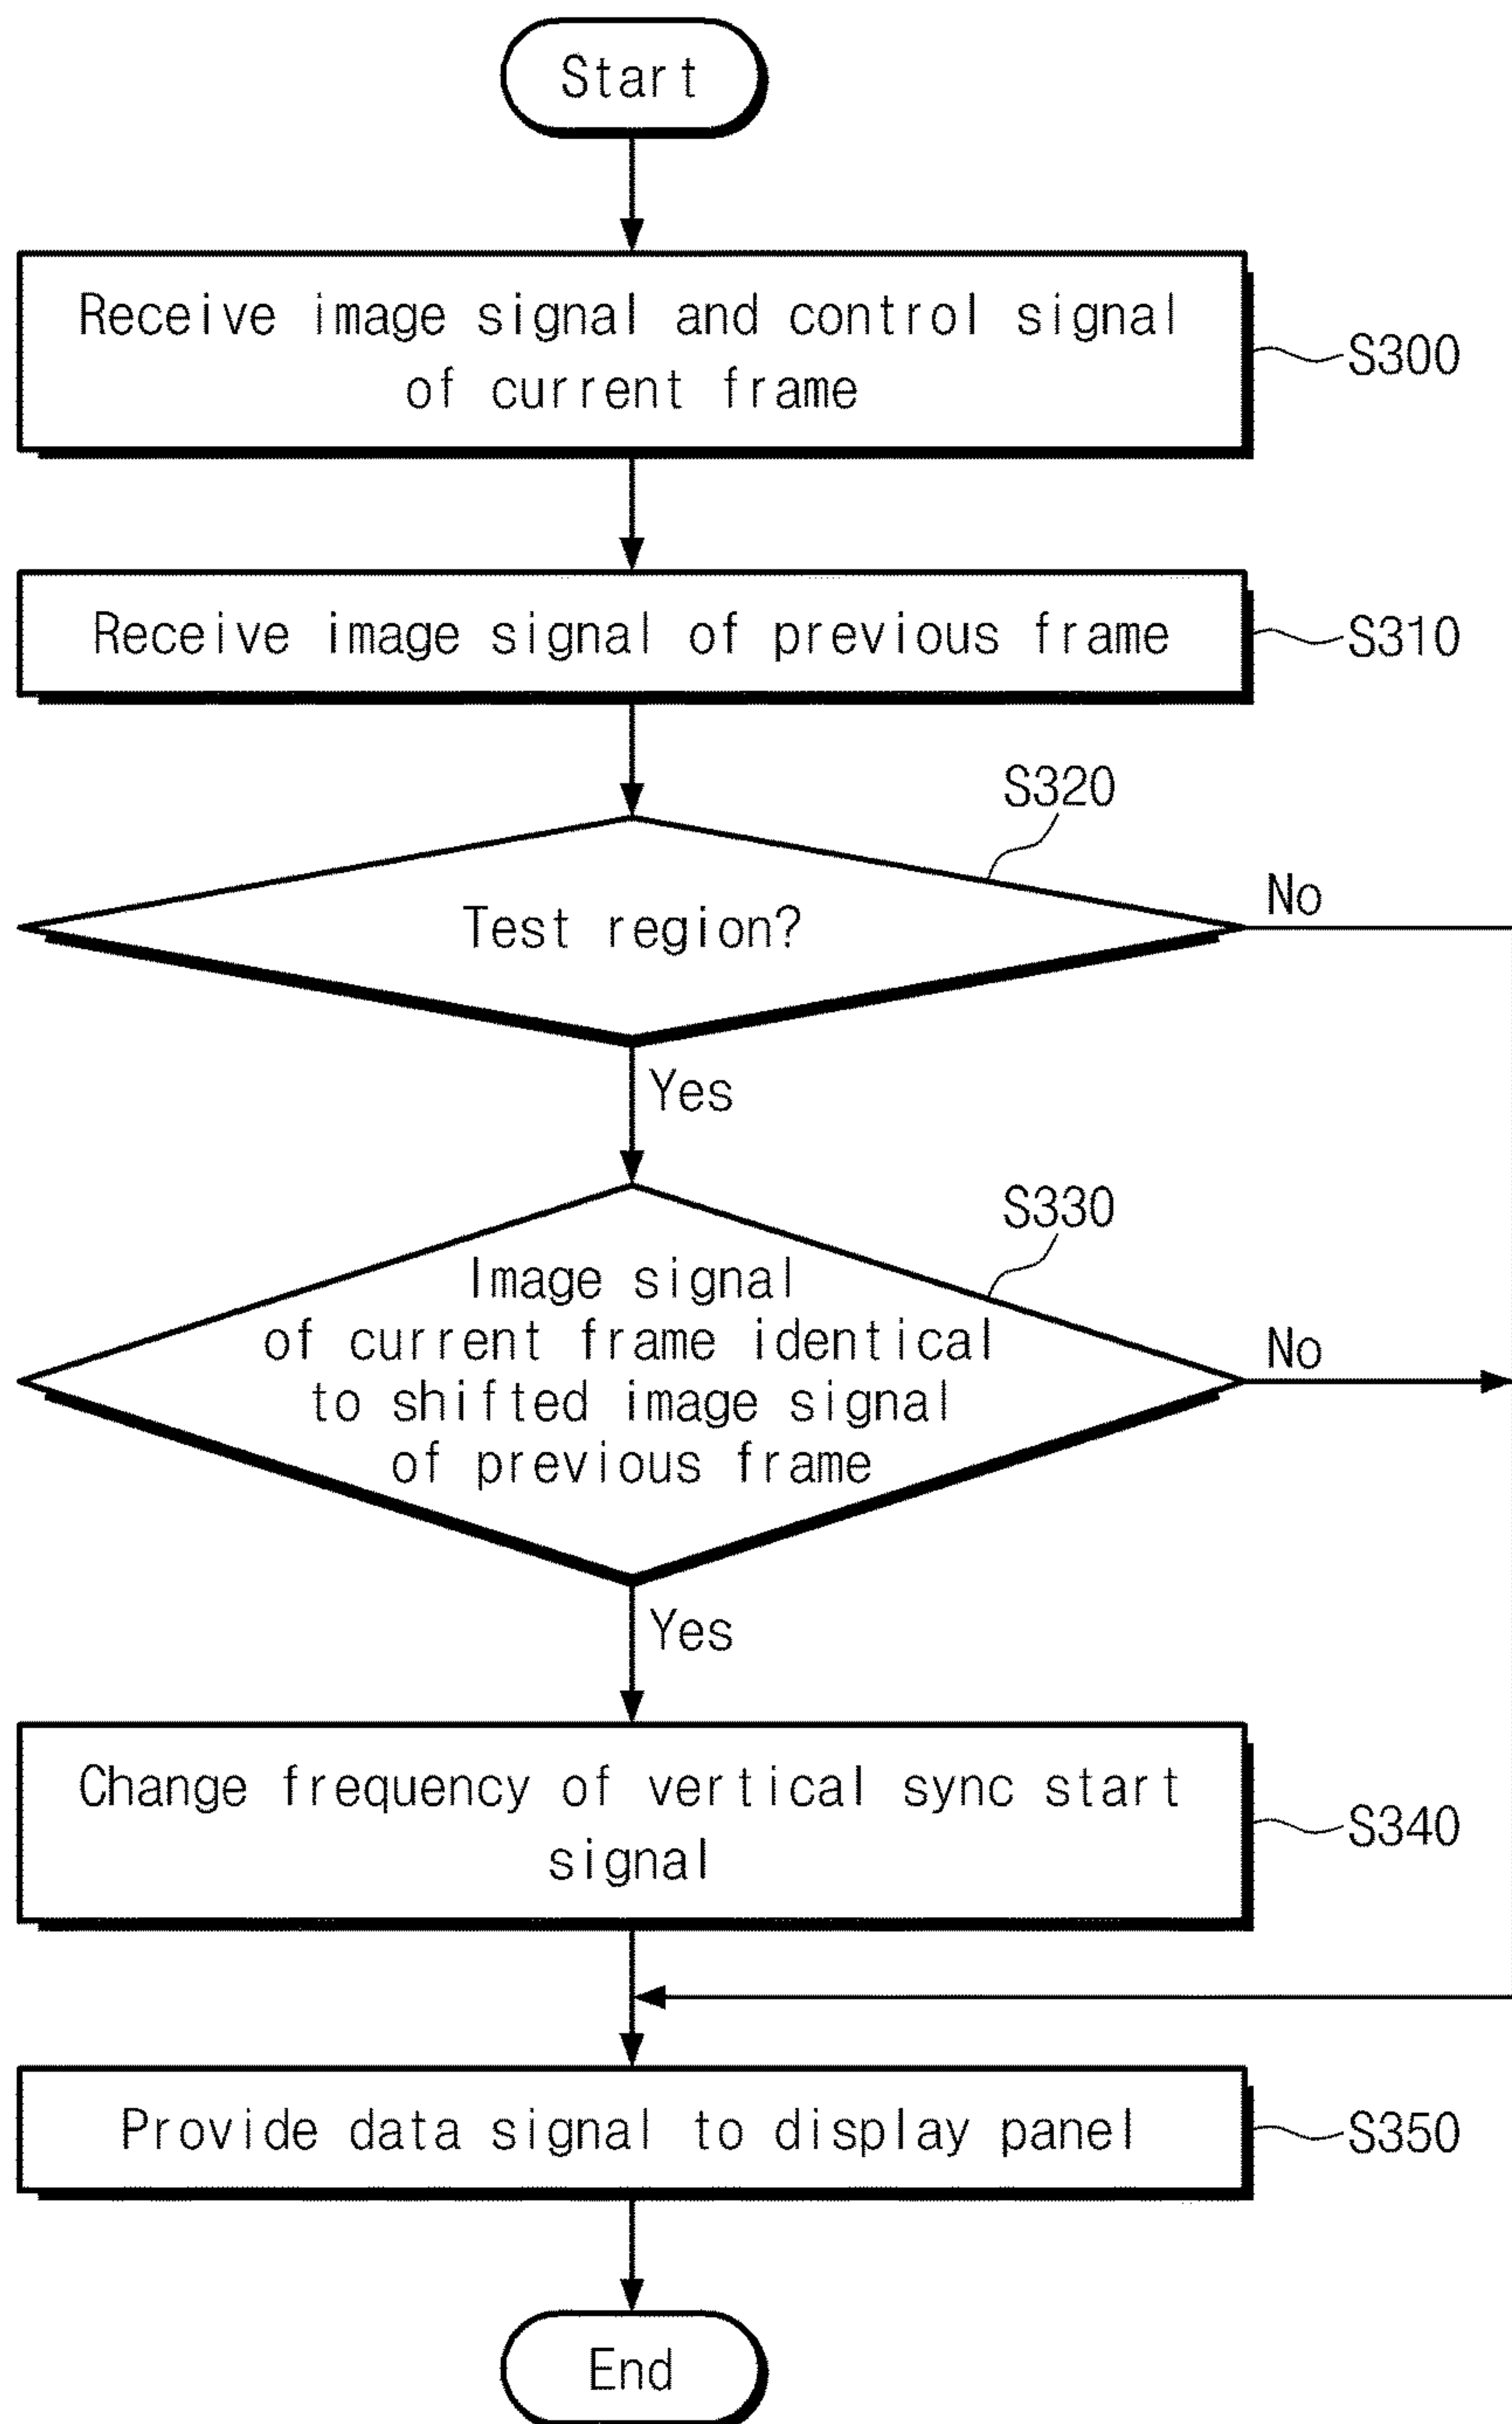 Start
Receive image signal and control signal
of current frame
S300
Receive image signal of previous frame
S310
S320
Test region?
No
Yes
S330
Image signal
of current frame identical
to shifted image signal
of previous frame
No
Yes
Change frequency of vertical sync start
signal
S340
Provide data signal to display panel
S350
End